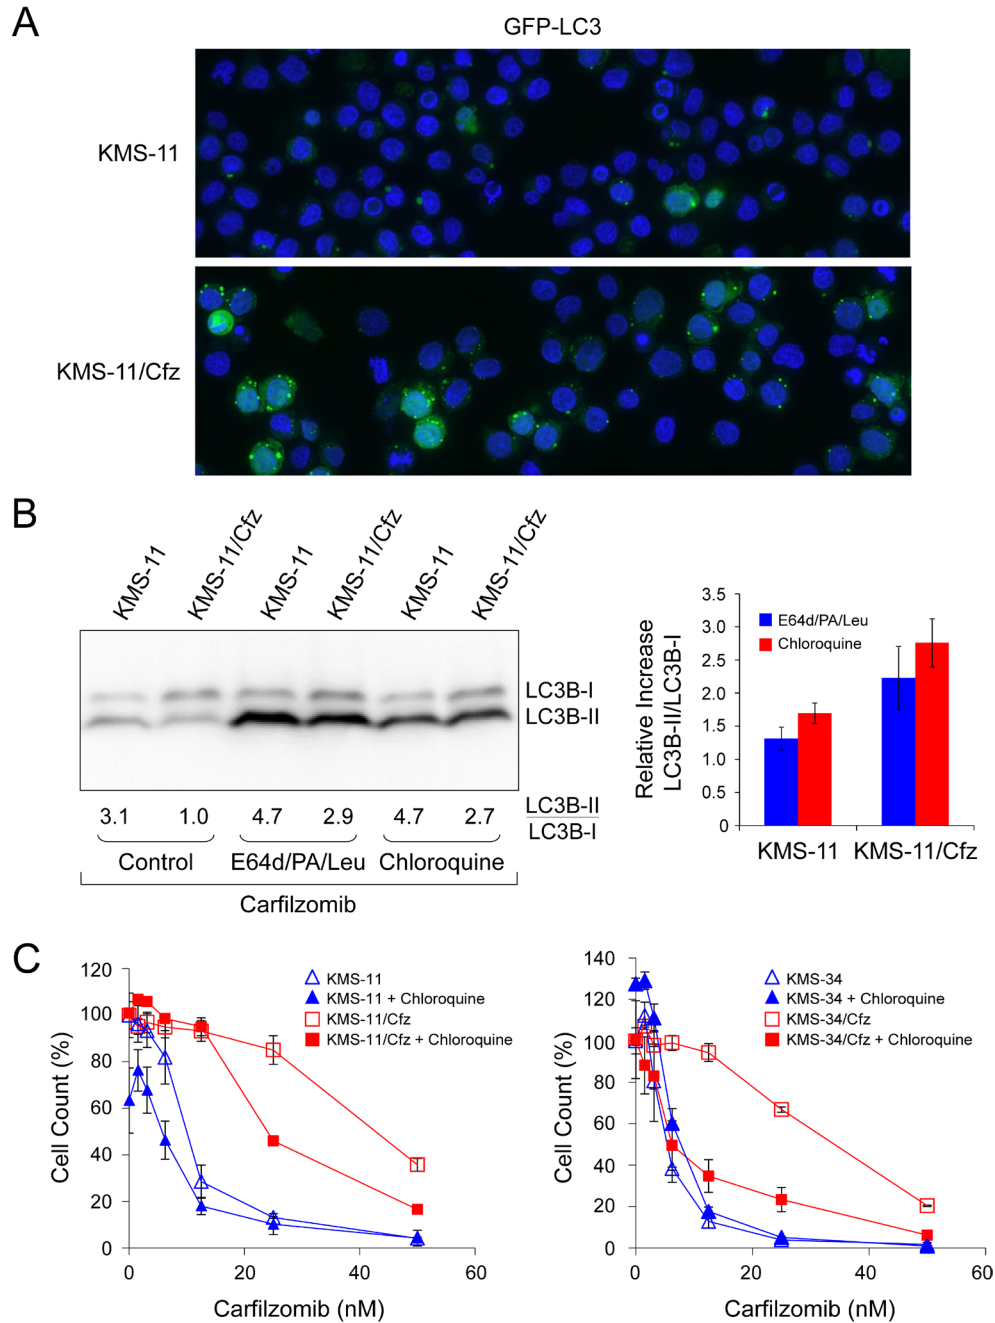 A
GFP-LC3
KMS-11
KMS-11/Cfz
B
KMS-11
KMS-11/Cfz
KMS-11
KMS-11/Cfz
KMS-11
KMS-11/Cfz
LC3B-I
LC3B-II
3.1 1.0 4.7 2.9 4.7 2.7
LC3B-II
LC3B-I
Control E64d/PA/Leu Chloroquine
Carfilzomib
Relative Increase
LC3B-II/LC3B-I
3.5
3.0
2.5
2.0
1.5
1.0
0.5
0
E64d/PA/Leu
Chloroquine
KMS-11 KMS-11/Cfz
C
Cell Count (%)
120
100
80
60
40
20
0
KMS-11
KMS-11 + Chloroquine
KMS-11/Cfz
KMS-11/Cfz + Chloroquine
0 20 40 60
Carfilzomib (nM)
Cell Count (%)
140
120
100
80
60
40
20
0
KMS-34
KMS-34 + Chloroquine
KMS-34/Cfz
KMS-34/Cfz + Chloroquine
0 20 40 60
Carfilzomib (nM)